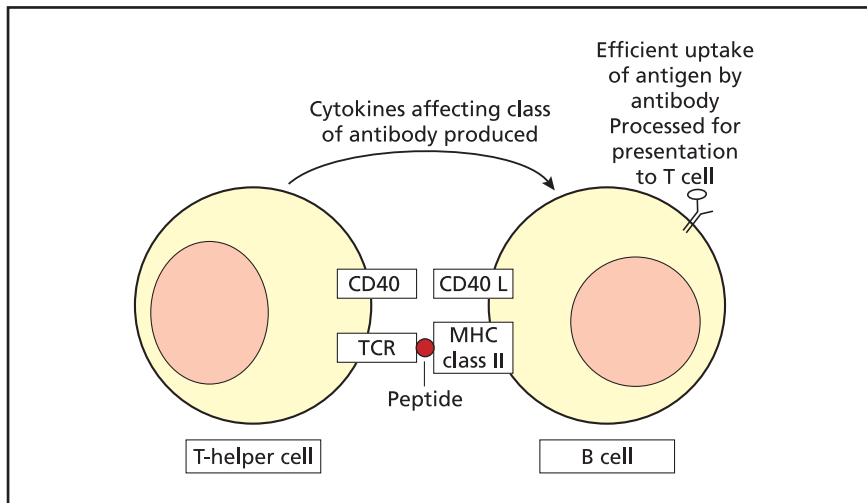 Efficient uptake
of antigen by
antibody
Processed for
presentation
to T cell
Cytokines affecting class
of antibody produced
CD40
CD40 L
TCR
MHC
class II
Peptide
T-helper cell
B cell